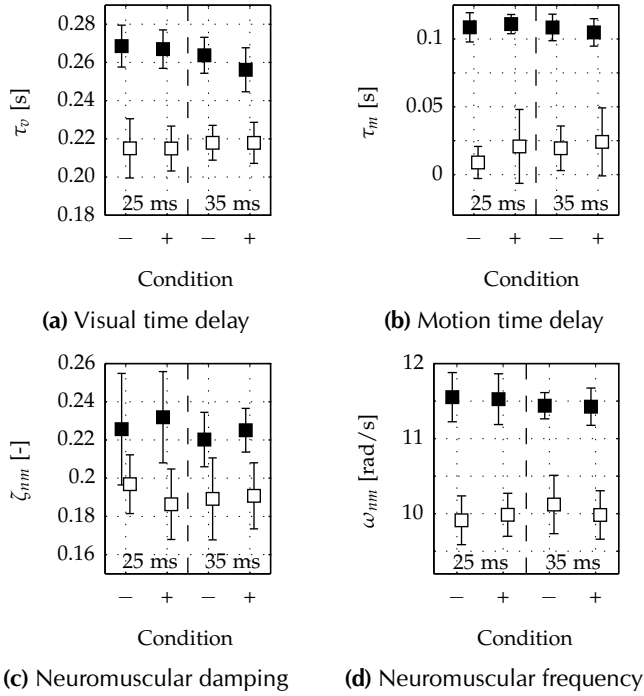 0.28
0.26
0.24
0.22
0.20
0.18
τv [s]
25 ms
35 ms
− + − +
Condition
(a) Visual time delay
0.1
0.05
0
τm [s]
25 ms
35 ms
− + − +
Condition
(b) Motion time delay
0.26
0.24
0.22
0.2
0.18
0.16
ζnm [-]
25 ms
35 ms
− + − +
Condition
(c) Neuromuscular damping
12
11
10
ωnm [rad/s]
25 ms
35 ms
− + − +
Condition
(d) Neuromuscular frequency